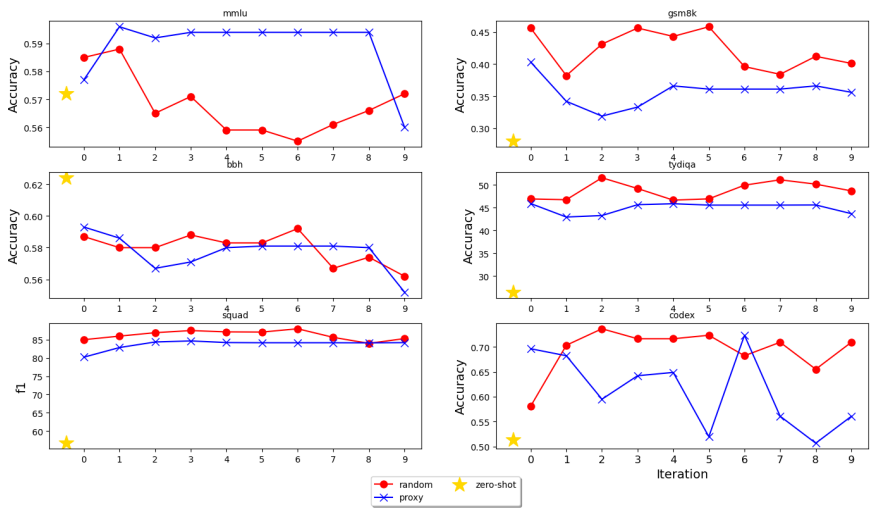 mmlu
Accuracy
0.59
0.58
0.57
0.56
0 1 2 3 4 5 6 7 8 9
gsm8k
Accuracy
0.45
0.40
0.35
0.30
0 1 2 3 4 5 6 7 8 9
bbh
Accuracy
0.62
0.60
0.58
0.56
0 1 2 3 4 5 6 7 8 9
tydiqa
Accuracy
50
45
40
35
30
0 1 2 3 4 5 6 7 8 9
squad
f1
85
80
75
70
65
60
0 1 2 3 4 5 6 7 8 9
codex
Accuracy
0.70
0.65
0.60
0.55
0.50
0 1 2 3 4 5 6 7 8 9
Iteration
random
proxy
zero-shot